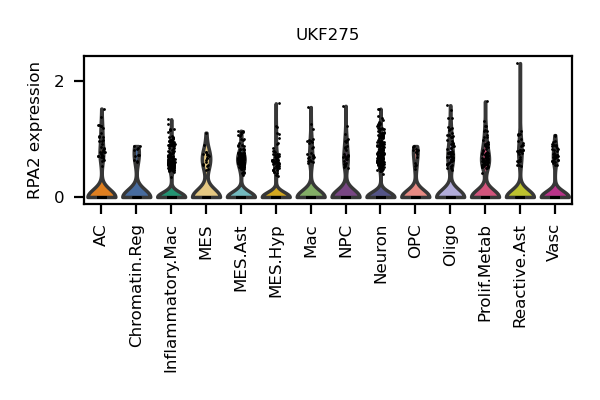 UKF275
RPA2 expression
2
0
AC
Chromatin.Reg
Inflammatory.Mac
MES
MES.Ast
MES.Hyp
Mac
NPC
Neuron
OPC
Oligo
Prolif.Metab
Reactive.Ast
Vasc